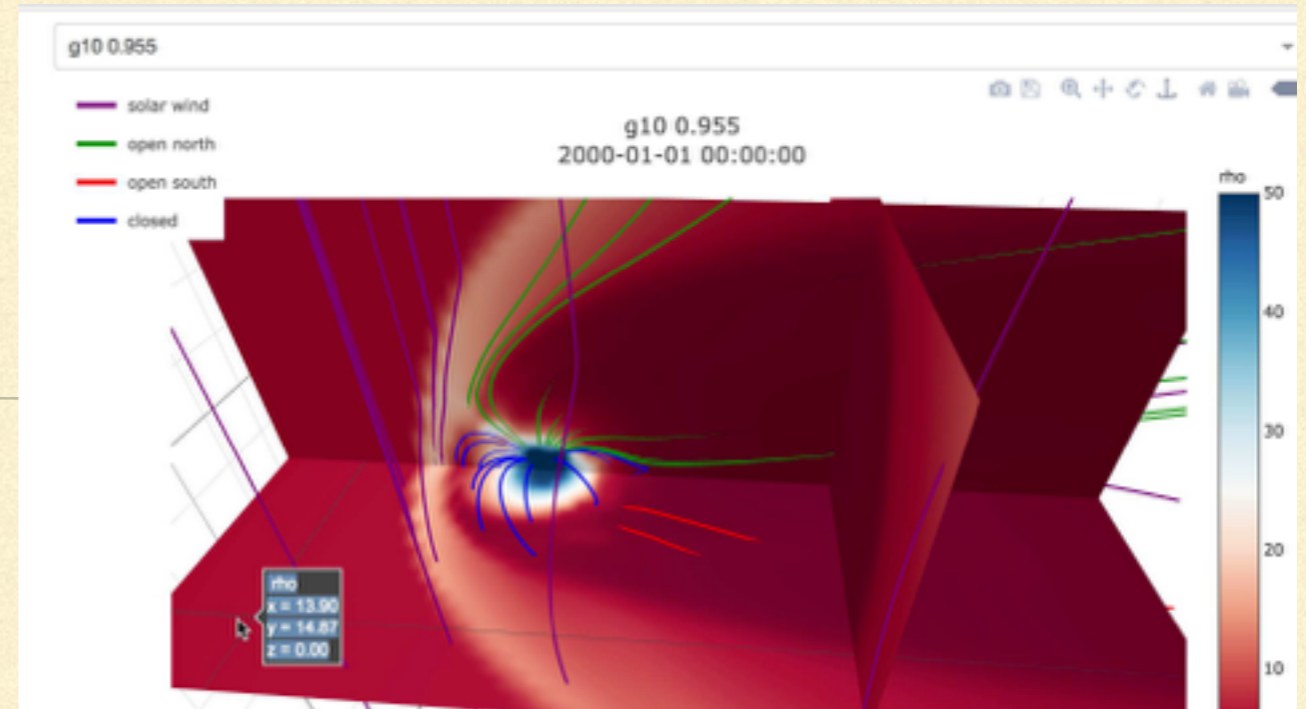 g10 0.955
solar wind
open north
open south
closed
g10 0.955
2000-01-01 00:00:00
rho
50
40
30
20
10
rho
x = 13.90
y = 14.87
z = 0.00